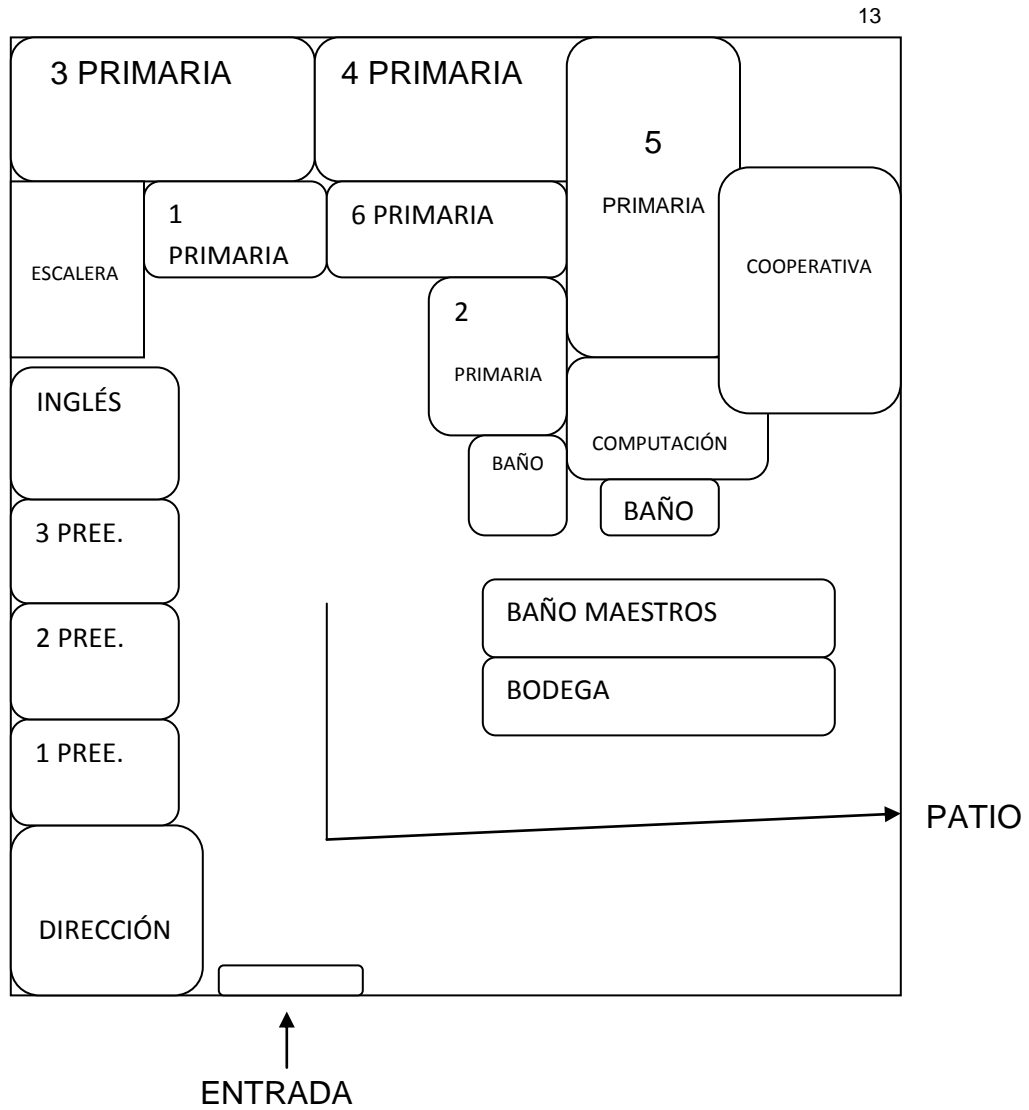 13
3 PRIMARIA
4 PRIMARIA
5
PRIMARIA
1
PRIMARIA
6 PRIMARIA
ESCALERA
COOPERATIVA
2
PRIMARIA
INGLÉS
COMPUTACIÓN
BAÑO
BAÑO
3 PREE.
BAÑO MAESTROS
2 PREE.
BODEGA
1 PREE.
PATIO
DIRECCIÓN
ENTRADA